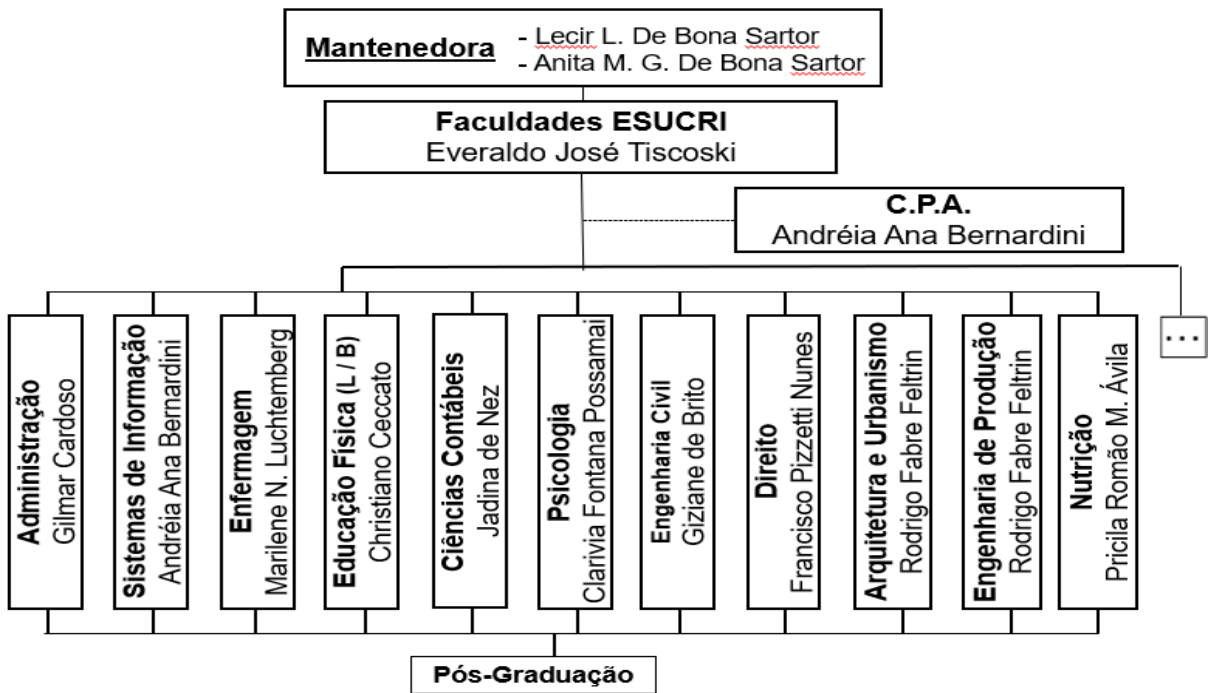 Mantenedora
- Lecir L. De Bona Sartor
- Anita M. G. De Bona Sartor
Faculdades ESUCRI
Everaldo José Tiscoski
C.P.A.
Andréia Ana Bernardini
Administração
Gilmar Cardoso
Sistemas de Informação
Andréia Ana Bernardini
Enfermagem
Marilene N. Luchtemberg
Educação Física (L / B)
Christiano Ceccato
Ciências Contábeis
Jadina de Nez
Psicologia
Clarivia Fontana Possamai
Engenharia Civil
Giziane de Brito
Direito
Francisco Pizzetti Nunes
Arquitetura e Urbanismo
Rodrigo Fabre Feltrin
Engenharia de Produção
Rodrigo Fabre Feltrin
Nutrição
Pricila Romão M. Ávila
...
Pós-Graduação